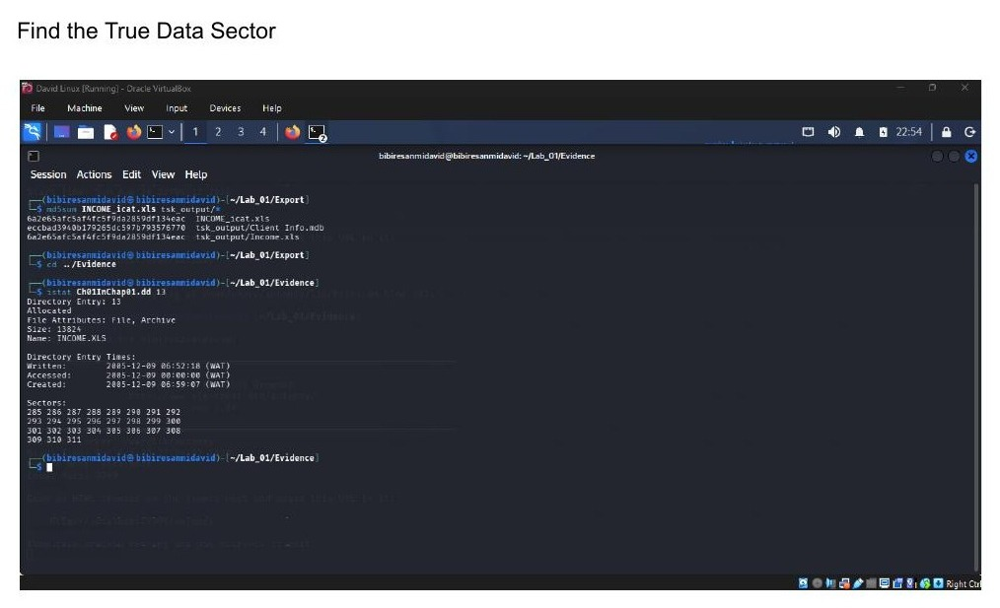 Find the True Data Sector
David Linux [Running] - Oracle VirtualBox
File Machine View Input Devices Help
1 2 3 4 2 22:54
bibiresanmidavid@bibiresanmidavid: ~/Lab_01/Evidence
Session Actions Edit View Help
(bibiresanmidavid@bibiresanmidavid)-[~/Lab_01/Export]
$ md5sum INCOME_icat.xls tsk_output/*
6a2e65afc5af4fc5f9da2859df134eac INCOME_icat.xls
eccbad3940b179265dc597b793576770 tsk_output/Client Info.mdb
6a2e65afc5af4fc5f9da2859df134eac tsk_output/Income.xls
(bibiresanmidavid@bibiresanmidavid)-[~/Lab_01/Export]
$ cd ../Evidence
(bibiresanmidavid@bibiresanmidavid)-[~/Lab_01/Evidence]
$ istat Ch01InChap01.dd 13
Directory Entry: 13
Allocated
File Attributes: File, Archive
Size: 13824
Name: INCOME.XLS
Directory Entry Times:
Written: 2005-12-09 06:52:18 (WAT)
Accessed: 2005-12-09 00:00:00 (WAT)
Created: 2005-12-09 06:59:07 (WAT)
Sectors:
285 286 287 288 289 290 291 292
293 294 295 296 297 298 299 300
301 302 303 304 305 306 307 308
309 310 311
(bibiresanmidavid@bibiresanmidavid)-[~/Lab_01/Evidence]
$
Right Ctrl